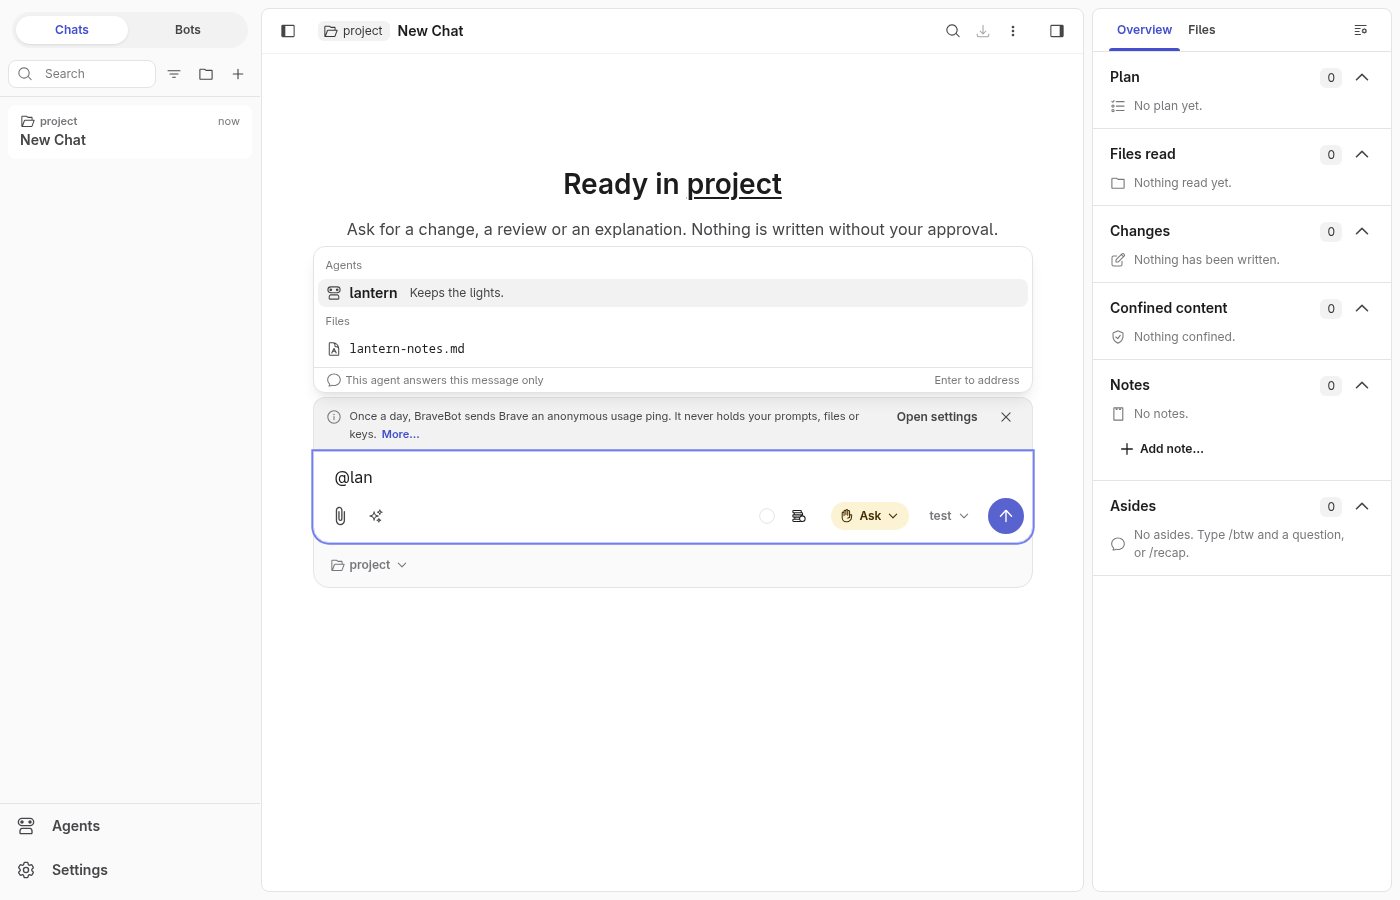 Chats
Bots
Search
project
now
New Chat
Agents
Settings
project
New Chat
Ready in project
Ask for a change, a review or an explanation. Nothing is written without your approval.
Agents
lantern Keeps the lights.
Files
lantern-notes.md
This agent answers this message only
Enter to address
Once a day, BraveBot sends Brave an anonymous usage ping. It never holds your prompts, files or
keys. More...
Open settings
@lan
Ask
test
project
Overview
Files
Plan
0
No plan yet.
Files read
0
Nothing read yet.
Changes
0
Nothing has been written.
Confined content
0
Nothing confined.
Notes
0
No notes.
Add note...
Asides
0
No asides. Type /btw and a question,
or /recap.